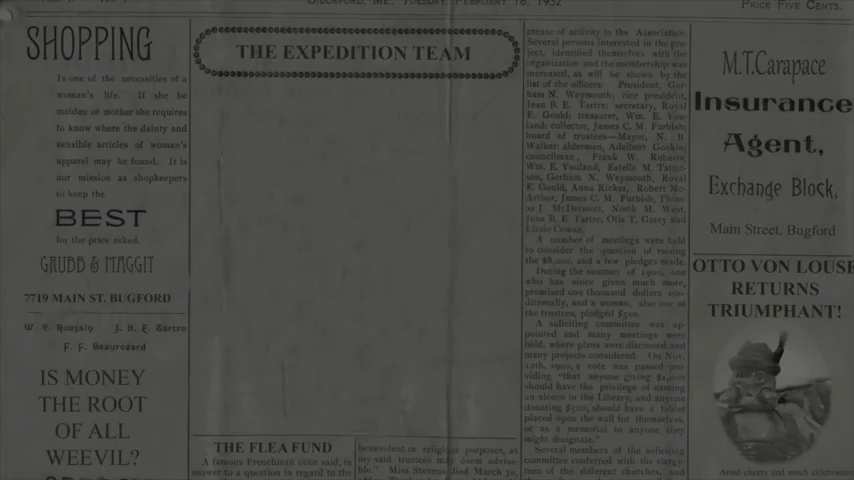 BIDDEFORD, ME., TUESDAY, FEBRUARY 16, 1932
PRICE FIVE CENTS.
SHOPPING
Is one of the necessities of a
woman's life. If she be
maiden or mother she requires
to know where the dainty and
sensible articles of woman's
apparel may be found. It is
our mission as shopkeepers
to keep the
BEST
for the price asked.
GRUBB & MAGGIT
7719 MAIN ST. BUGFORD
J. B. E. Tartre
F. F. Beauregard
IS MONEY
THE ROOT
OF ALL
WEEVIL?
THE EXPEDITION TEAM
THE FLEA FUND
A famous Frenchman once said, in
answer to a question in regard to the
benevolent or religious purposes, as
my said trustees may deem advisa-
ble." Miss Stevens died March 30,
crease of activity in the Association.
Several persons interested in the pro-
ject, identified themselves with the
organization and the membership was
increased, as will be shown by the
list of the officers: President, Gor-
ham N. Weymouth; vice president,
Jean B. E. Tartre; secretary, Royal
E. Gould; treasurer, Wm. E. You-
land; collector, James C. M. Furbish;
board of trustees—Mayor, N. B.
Walker; alderman, Adelbert Gookin;
councilman, Frank W. Roberts;
Wm. E. Youland, Estelle M. Tatter-
son, Gorham N. Weymouth, Royal
E. Gould, Anna Ricker, Robert Mc-
Arthur, James C. M. Furbish, Thom-
as J. McDermott, North M. West,
Jean B. E. Tartre, Otis T. Garey and
Lizzie Cowan.
A number of meetings were held
to consider the question of raising
the $8,000, and a few pledges made.
During the summer of 1900, one
who has since given much more,
promised one thousand dollars con-
ditionally, and a woman, also one of
the trustees, pledged $500.
A soliciting committee was ap-
pointed and many meetings were
held, where plans were discussed and
many projects considered. On Nov.
12th, 1900, a vote was passed pro-
viding "that anyone giving $1,000
should have the privilege of naming
an alcove in the Library, and anyone
donating $500, should have a tablet
placed upon the wall for themselves,
or as a memorial to anyone they
might designate."
Several members of the soliciting
committee conferred with the clergy-
men of the different churches, and
M.T.Carapace
Insurance
Agent,
Exchange Block,
Main Street, Bugford
OTTO VON LOUSE
RETURNS
TRIUMPHANT!
Amid cheers and much celebration